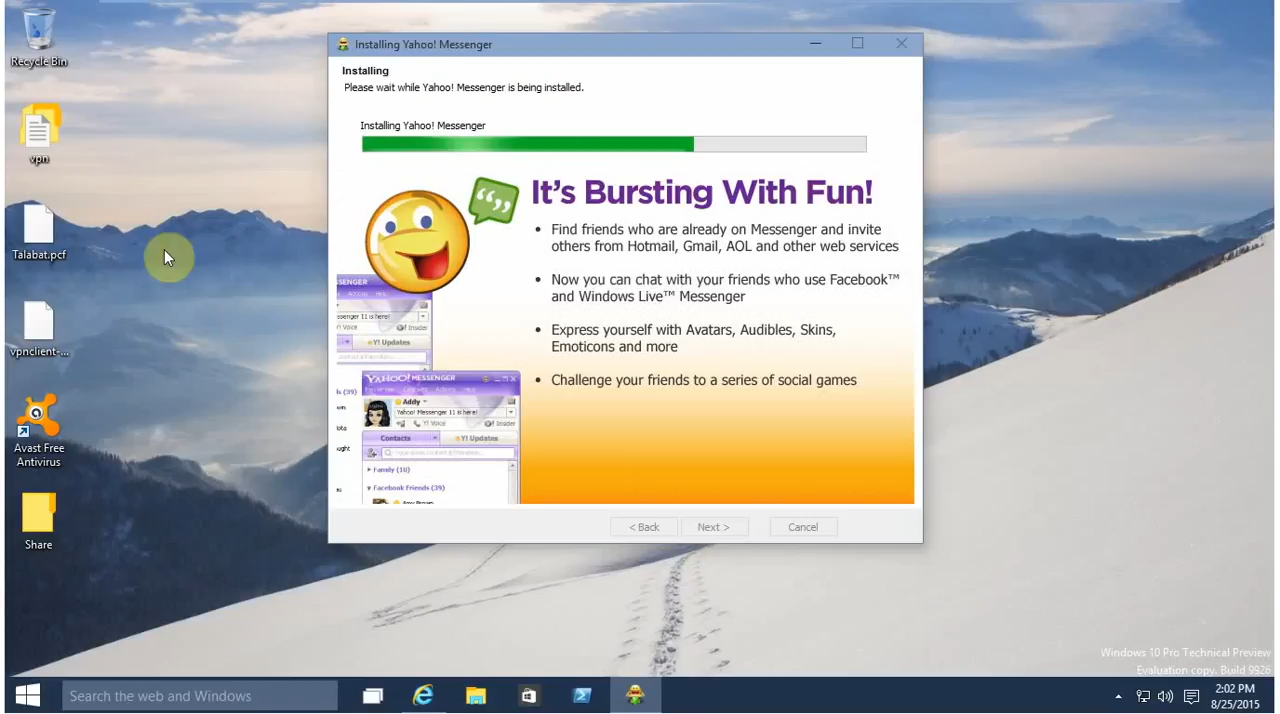 Recycle Bin
vpn
Talabat.pcf
vpnclient-...
Avast Free
Antivirus
Share
Installing Yahoo! Messenger
Installing
Please wait while Yahoo! Messenger is being installed.
Installing Yahoo! Messenger
It's Bursting With Fun!
• Find friends who are already on Messenger and invite
others from Hotmail, Gmail, AOL and other web services
• Now you can chat with your friends who use Facebook™
and Windows Live™ Messenger
• Express yourself with Avatars, Audibles, Skins,
Emoticons and more
• Challenge your friends to a series of social games
Y! Updates
YAHOO! MESSENGER
Addy
Yahoo! Messenger 11 is here!
Y! Voice
Insider
Contacts
Y! Updates
Family (10)
Facebook Friends (39)
< Back
Next >
Cancel
Windows 10 Pro Technical Preview
Evaluation copy. Build 9926
Search the web and Windows
2:02 PM
8/25/2015